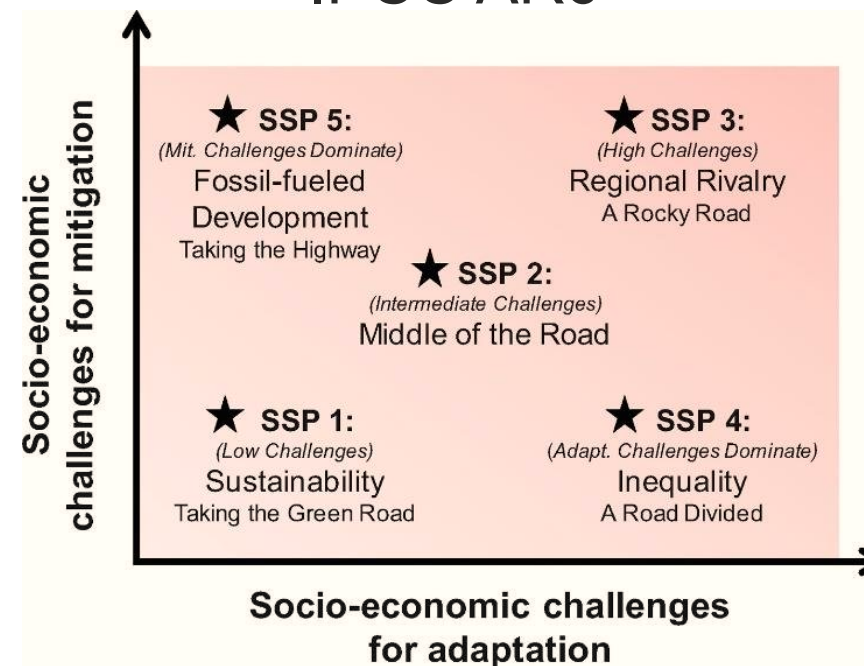 Socio-economic
challenges for mitigation
SSP 5:
(Mit. Challenges Dominate)
Fossil-fueled
Development
Taking the Highway
SSP 3:
(High Challenges)
Regional Rivalry
A Rocky Road
SSP 2:
(Intermediate Challenges)
Middle of the Road
SSP 1:
(Low Challenges)
Sustainability
Taking the Green Road
SSP 4:
(Adapt. Challenges Dominate)
Inequality
A Road Divided
Socio-economic challenges
for adaptation